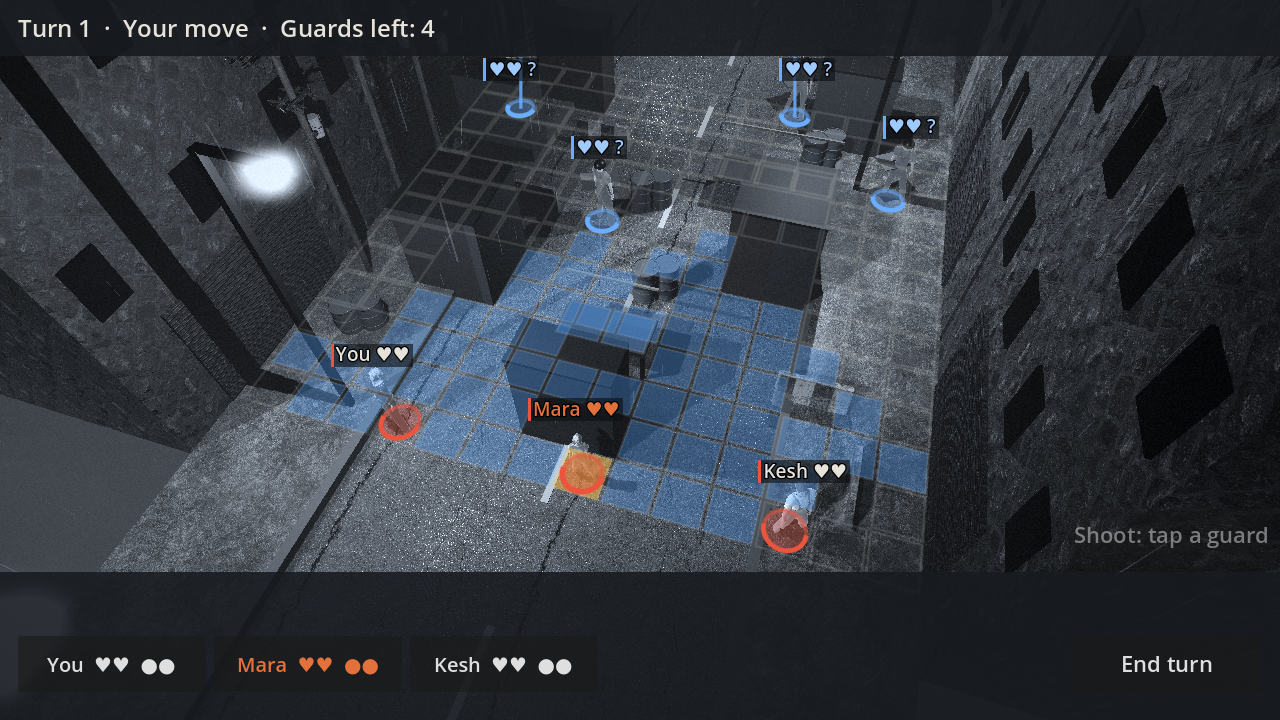 Turn 1 · Your move · Guards left: 4
♥♥ ?
♥♥ ?
♥♥ ?
♥♥ ?
You ♥♥
Mara ♥♥
Kesh ♥♥
Shoot: tap a guard
You ♥♥ ●● Mara ♥♥ ●● Kesh ♥♥ ●● End turn